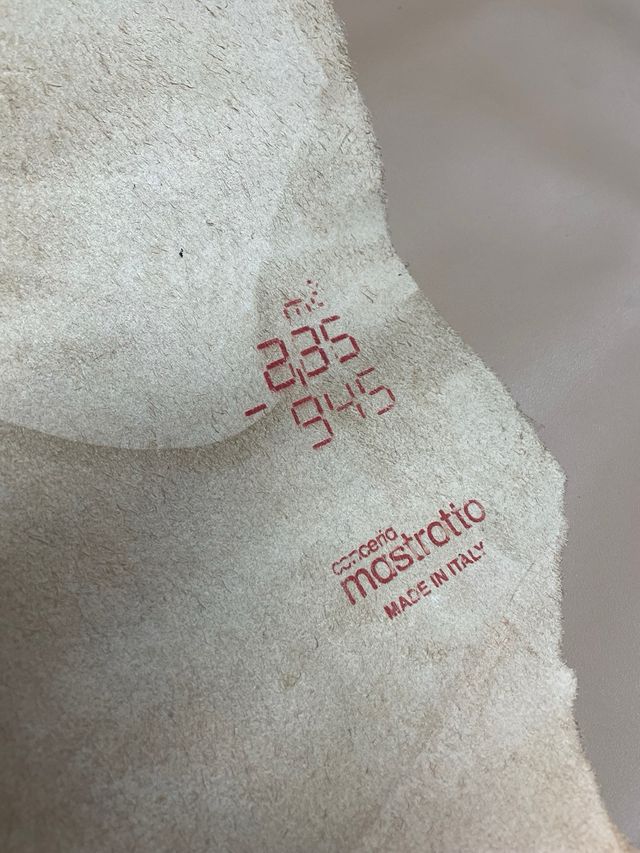 m²
2,35
- 945
conceria
mastrotto
MADE IN ITALY